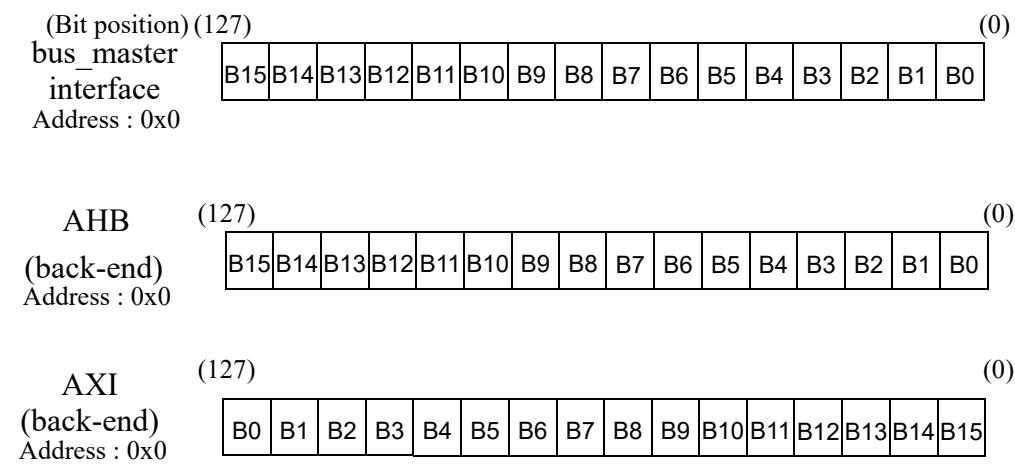 (Bit position) (127) (0)
bus_master
interface
Address : 0x0
B15 B14 B13 B12 B11 B10 B9 B8 B7 B6 B5 B4 B3 B2 B1 B0
AHB
(127) (0)
(back-end)
Address : 0x0
B15 B14 B13 B12 B11 B10 B9 B8 B7 B6 B5 B4 B3 B2 B1 B0
AXI
(127) (0)
(back-end)
Address : 0x0
B0 B1 B2 B3 B4 B5 B6 B7 B8 B9 B10 B11 B12 B13 B14 B15